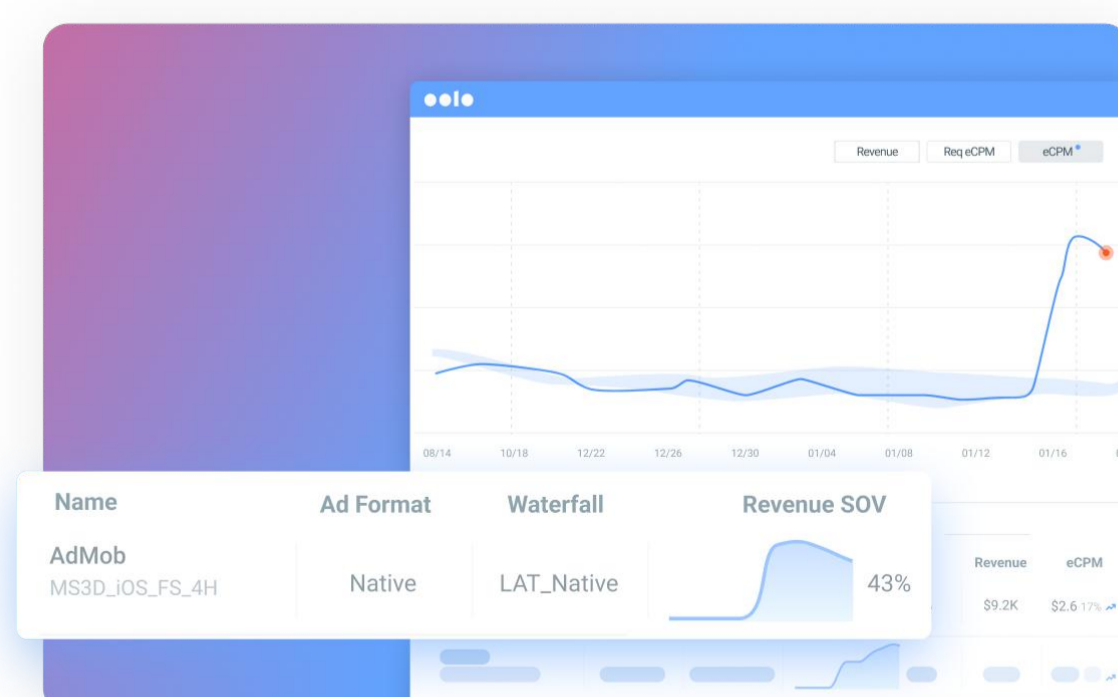 oolo
Revenue Req eCPM eCPM
08/14 10/18 12/22 12/26 12/30 01/04 01/08 01/12 01/16
Name Ad Format Waterfall Revenue SOV
AdMob
MS3D_iOS_FS_4H
Native LAT_Native 43%
Revenue eCPM
$9.2K $2.6 17%